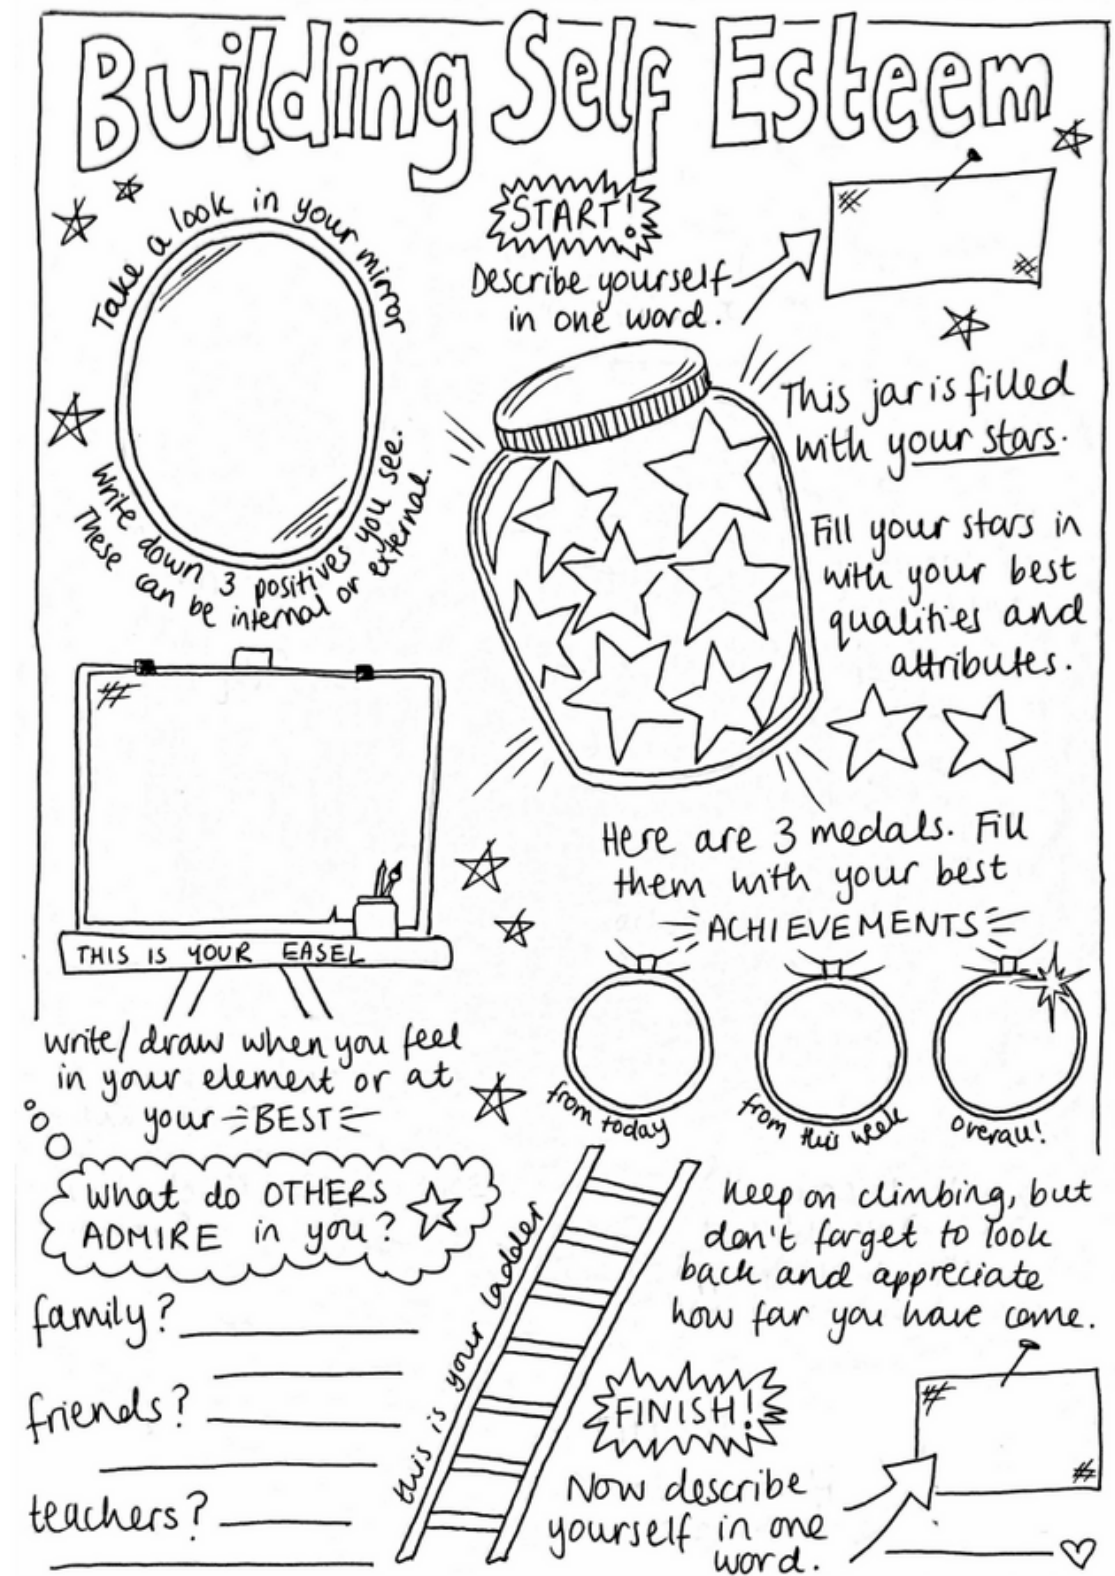 Building Self Esteem
Take a look in your mirror
Write down 3 positives you see.
These can be internal or external.
START!
Describe yourself
in one word.
This jar is filled
with your stars.
Fill your stars in
with your best
qualities and
attributes.
THIS IS YOUR EASEL
write/draw when you feel
in your element or at
your BEST
Here are 3 medals. Fill
them with your best
ACHIEVEMENTS
from today
from this week
overall!
What do OTHERS
ADMIRE in you?
family?
friends?
teachers?
this is your ladder
Keep on climbing, but
don't forget to look
back and appreciate
how far you have come.
FINISH!
Now describe
yourself in one
word.